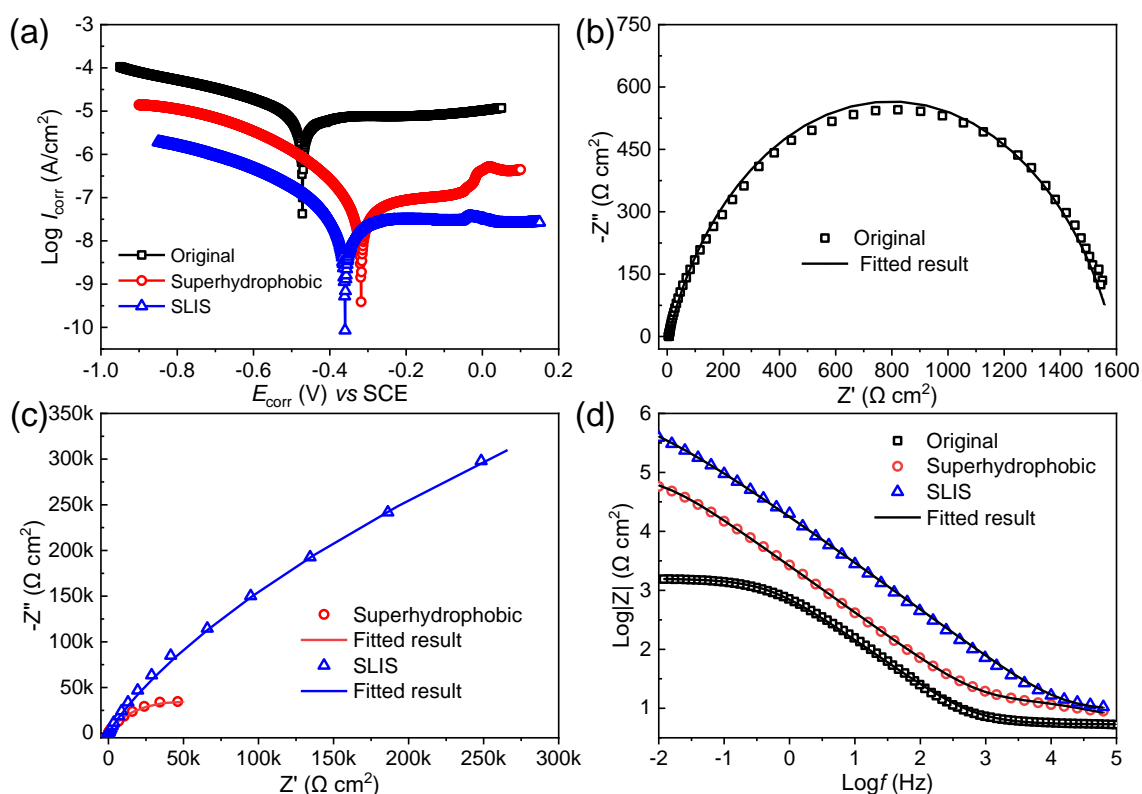 (a)
Log I_corr (A/cm²)
-3
-4
-5
-6
-7
-8
-9
-10
Original
Superhydrophobic
SLIS
-1.0 -0.8 -0.6 -0.4 -0.2 0.0 0.2
E_corr (V) vs SCE
(b)
-Z" (Ω cm²)
750
600
450
300
150
0
Original
Fitted result
0 200 400 600 800 1000 1200 1400 1600
Z' (Ω cm²)
(c)
-Z" (Ω cm²)
350k
300k
250k
200k
150k
100k
50k
0
Superhydrophobic
Fitted result
SLIS
Fitted result
0 50k 100k 150k 200k 250k 300k
Z' (Ω cm²)
(d)
Log|Z| (Ω cm²)
6
5
4
3
2
1
Original
Superhydrophobic
SLIS
Fitted result
-2 -1 0 1 2 3 4 5
Logf (Hz)